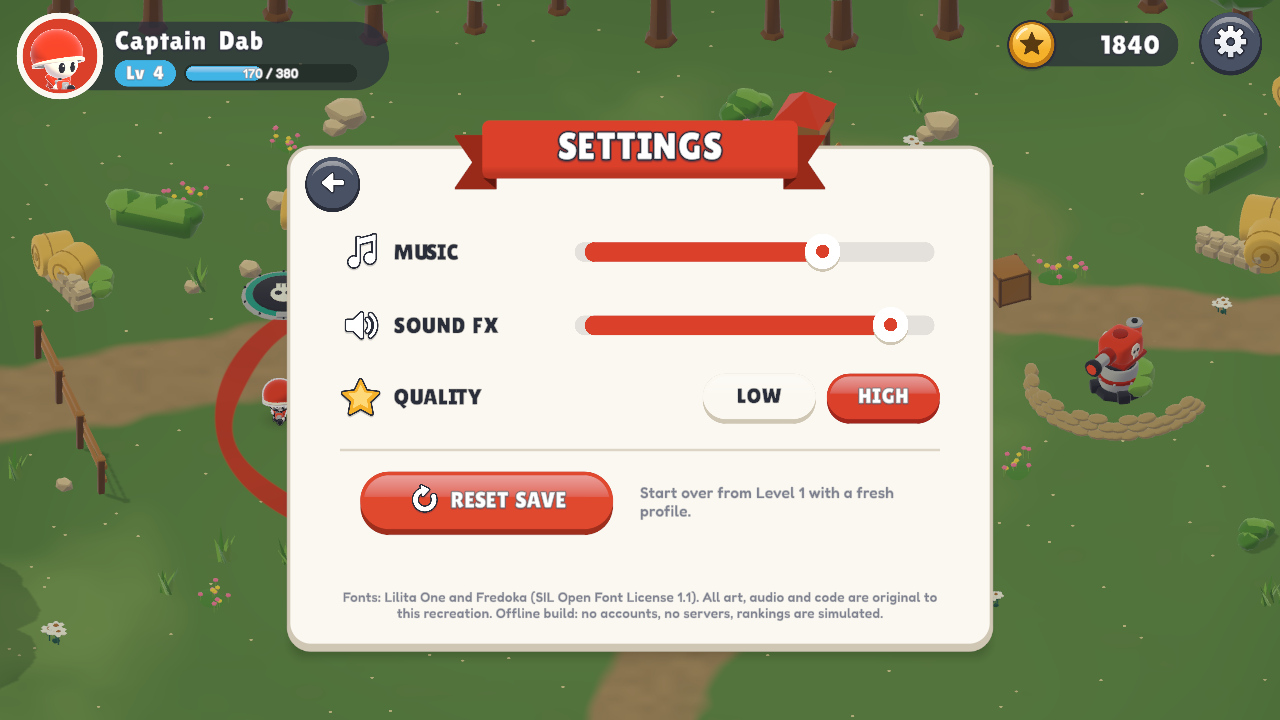 Captain Dab
Lv 4
170 / 380
1840
SETTINGS
MUSIC
SOUND FX
QUALITY
LOW
HIGH
RESET SAVE
Start over from Level 1 with a fresh
profile.
Fonts: Lilita One and Fredoka (SIL Open Font License 1.1). All art, audio and code are original to
this recreation. Offline build: no accounts, no servers, rankings are simulated.